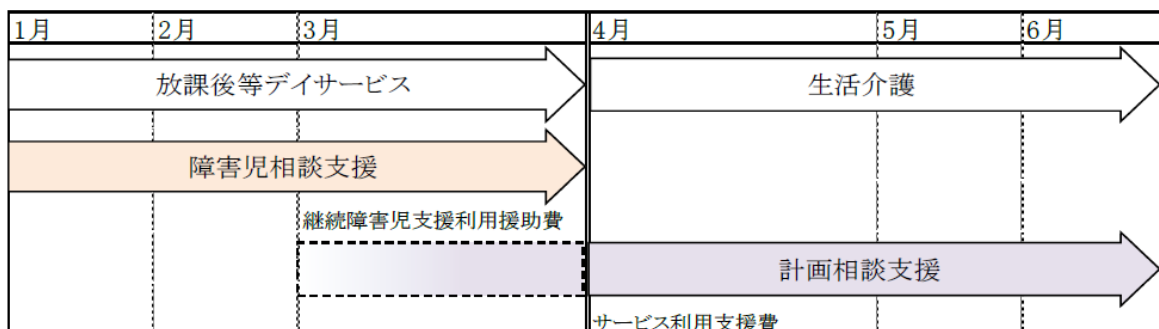 1月 2月 3月 4月 5月 6月
放課後等デイサービス 生活介護
障害児相談支援
継続障害児支援利用援助費
計画相談支援
サービス利用支援費